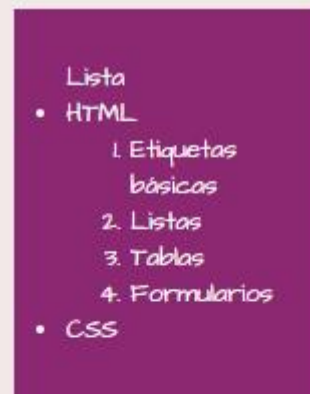 Lista
• HTML
1. Etiquetas
básicas
2. Listas
3. Tablas
4. Formularios
• CSS